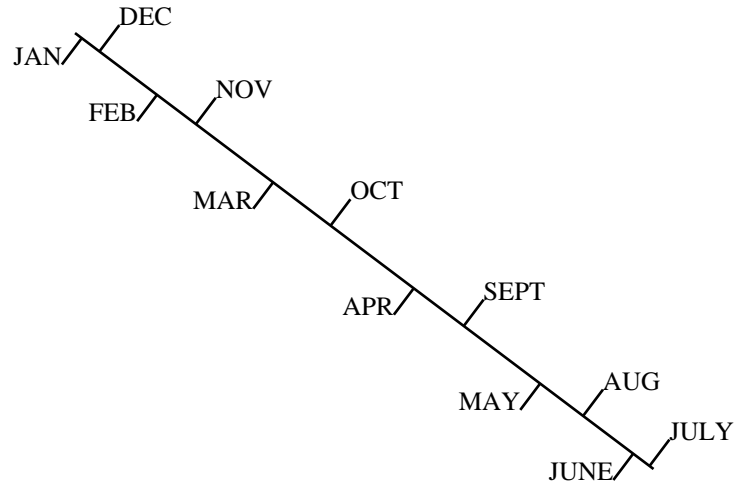 DEC
JAN
NOV
FEB
OCT
MAR
SEPT
APR
AUG
MAY
JULY
JUNE